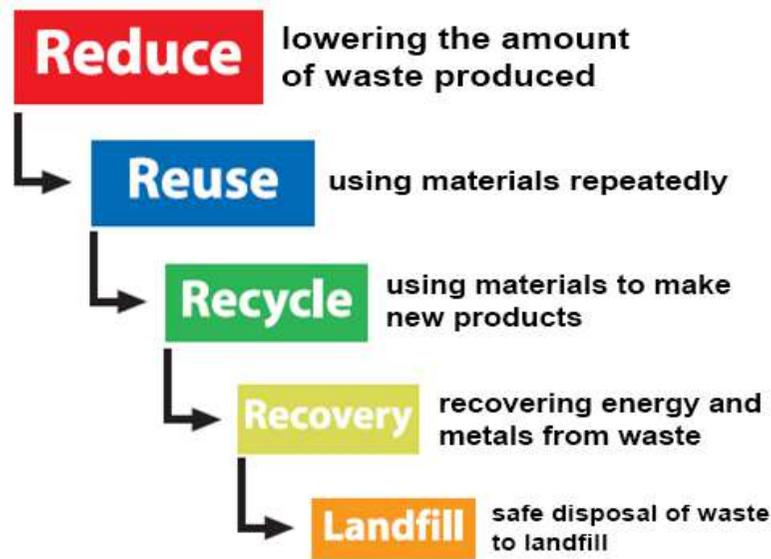 Reduce
lowering the amount
of waste produced
Reuse
using materials repeatedly
Recycle
using materials to make
new products
Recovery
recovering energy and
metals from waste
Landfill
safe disposal of waste
to landfill